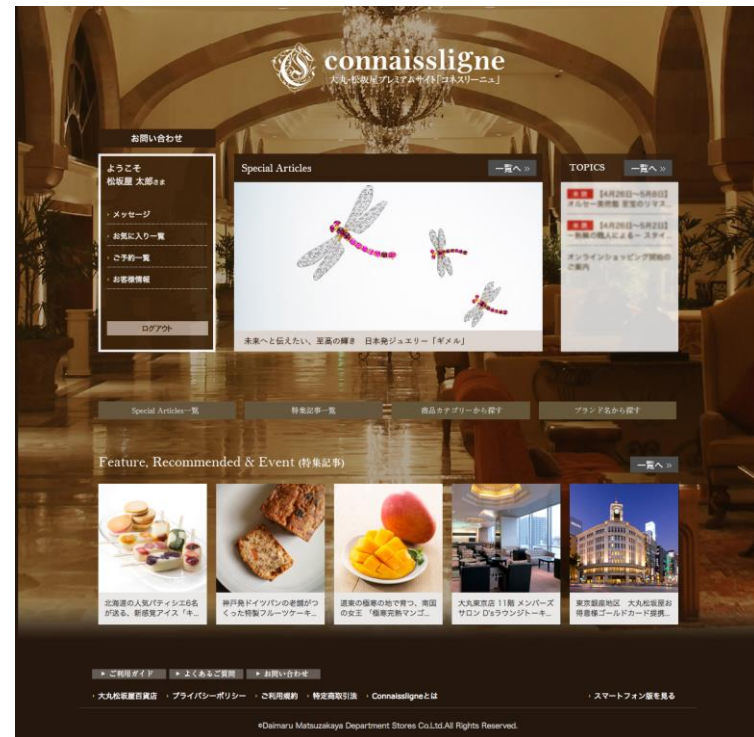 connaissligne
大丸・松坂屋プレミアムサイト「コネスリーニュ」
お問い合わせ
ようこそ
松坂屋 太郎さま
メッセージ
お気に入り一覧
ご予約一覧
お客様情報
ログアウト
Special Articles
一覧へ »
未来へと伝えたい、至高の輝き 日本発ジュエリー「ギメル」
TOPICS
一覧へ »
【4月26日〜5月8日】
オルセー美術館 至宝のリマス...
【4月26日〜5月2日】
オンラインショッピング開始の
ご案内
Special Articles一覧
特集記事一覧
商品カテゴリーから探す
ブランド名から探す
Feature, Recommended & Event (特集記事)
一覧へ »
北海道の人気パティシエ6名
が送る、新感覚アイス「キ...
神戸発ドイツパンの老舗がつ
くった特製フルーツケーキ...
道東の極寒の地で育つ、南国
の女王 「極寒完熟マンゴ...
大丸東京店 11階 メンバーズ
サロン D'sラウンジトーキ...
東京銀座地区 大丸松坂屋お
得意様ゴールドカード提携...
ご利用ガイド
よくあるご質問
お問い合わせ
大丸松坂屋百貨店
プライバシーポリシー
ご利用規約
特定商取引法
Connaissligneとは
スマートフォン版を見る
©Daimaru Matsuzakaya Department Stores Co.Ltd.All Rights Reserved.